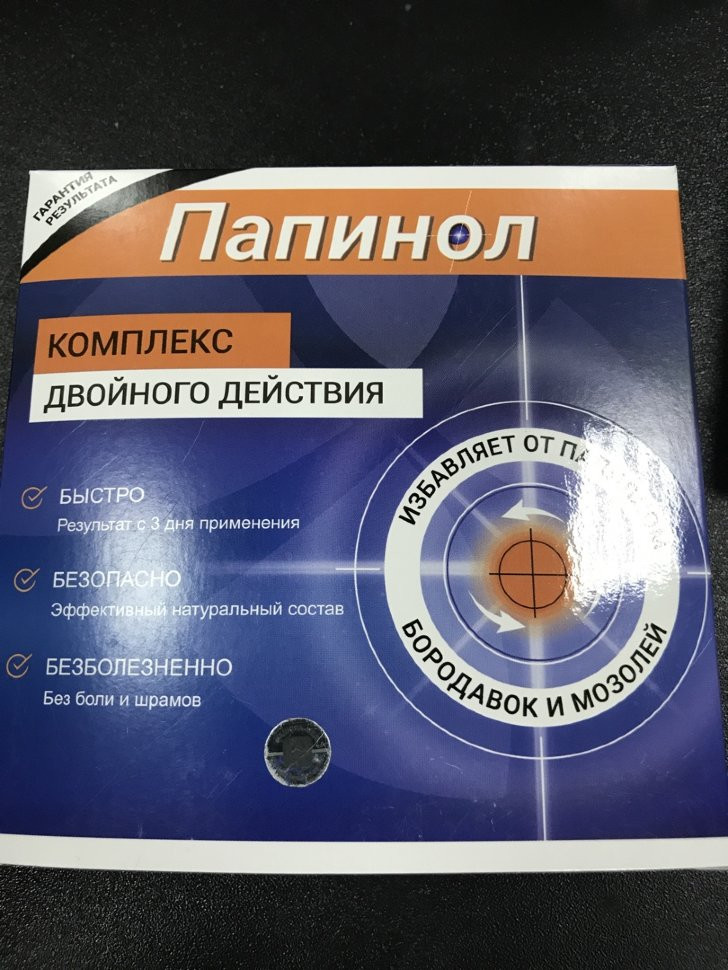 ГАРАНТИЯ
РЕЗУЛЬТАТА
Папинол
КОМПЛЕКС
ДВОЙНОГО ДЕЙСТВИЯ
БЫСТРО
Результат с 3 дня применения
БЕЗОПАСНО
Эффективный натуральный состав
БЕЗБОЛЕЗНЕННО
Без боли и шрамов
ИЗБАВЛЯЕТ ОТ
БОРОДАВОК И МОЗОЛЕЙ